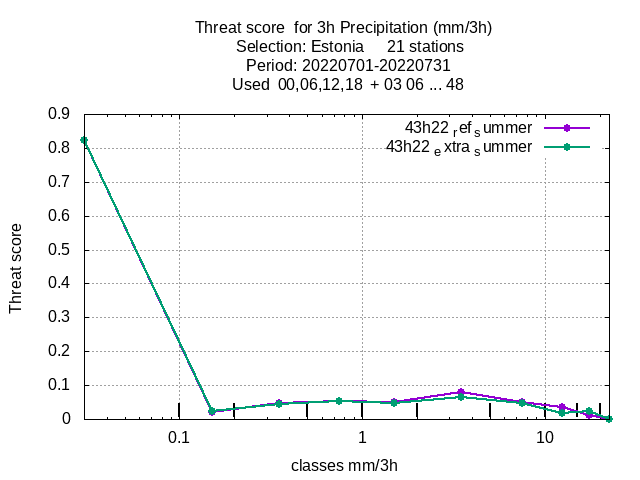 Threat score for 3h Precipitation (mm/3h)
Selection: Estonia 21 stations
Period: 20220701-20220731
Used 00,06,12,18 + 03 06 ... 48
43h22 ref summer
43h22 extra summer
0.9
0.8
0.7
0.6
0.5
0.4
0.3
0.2
0.1
0
Threat score
0.1 1 10
classes mm/3h